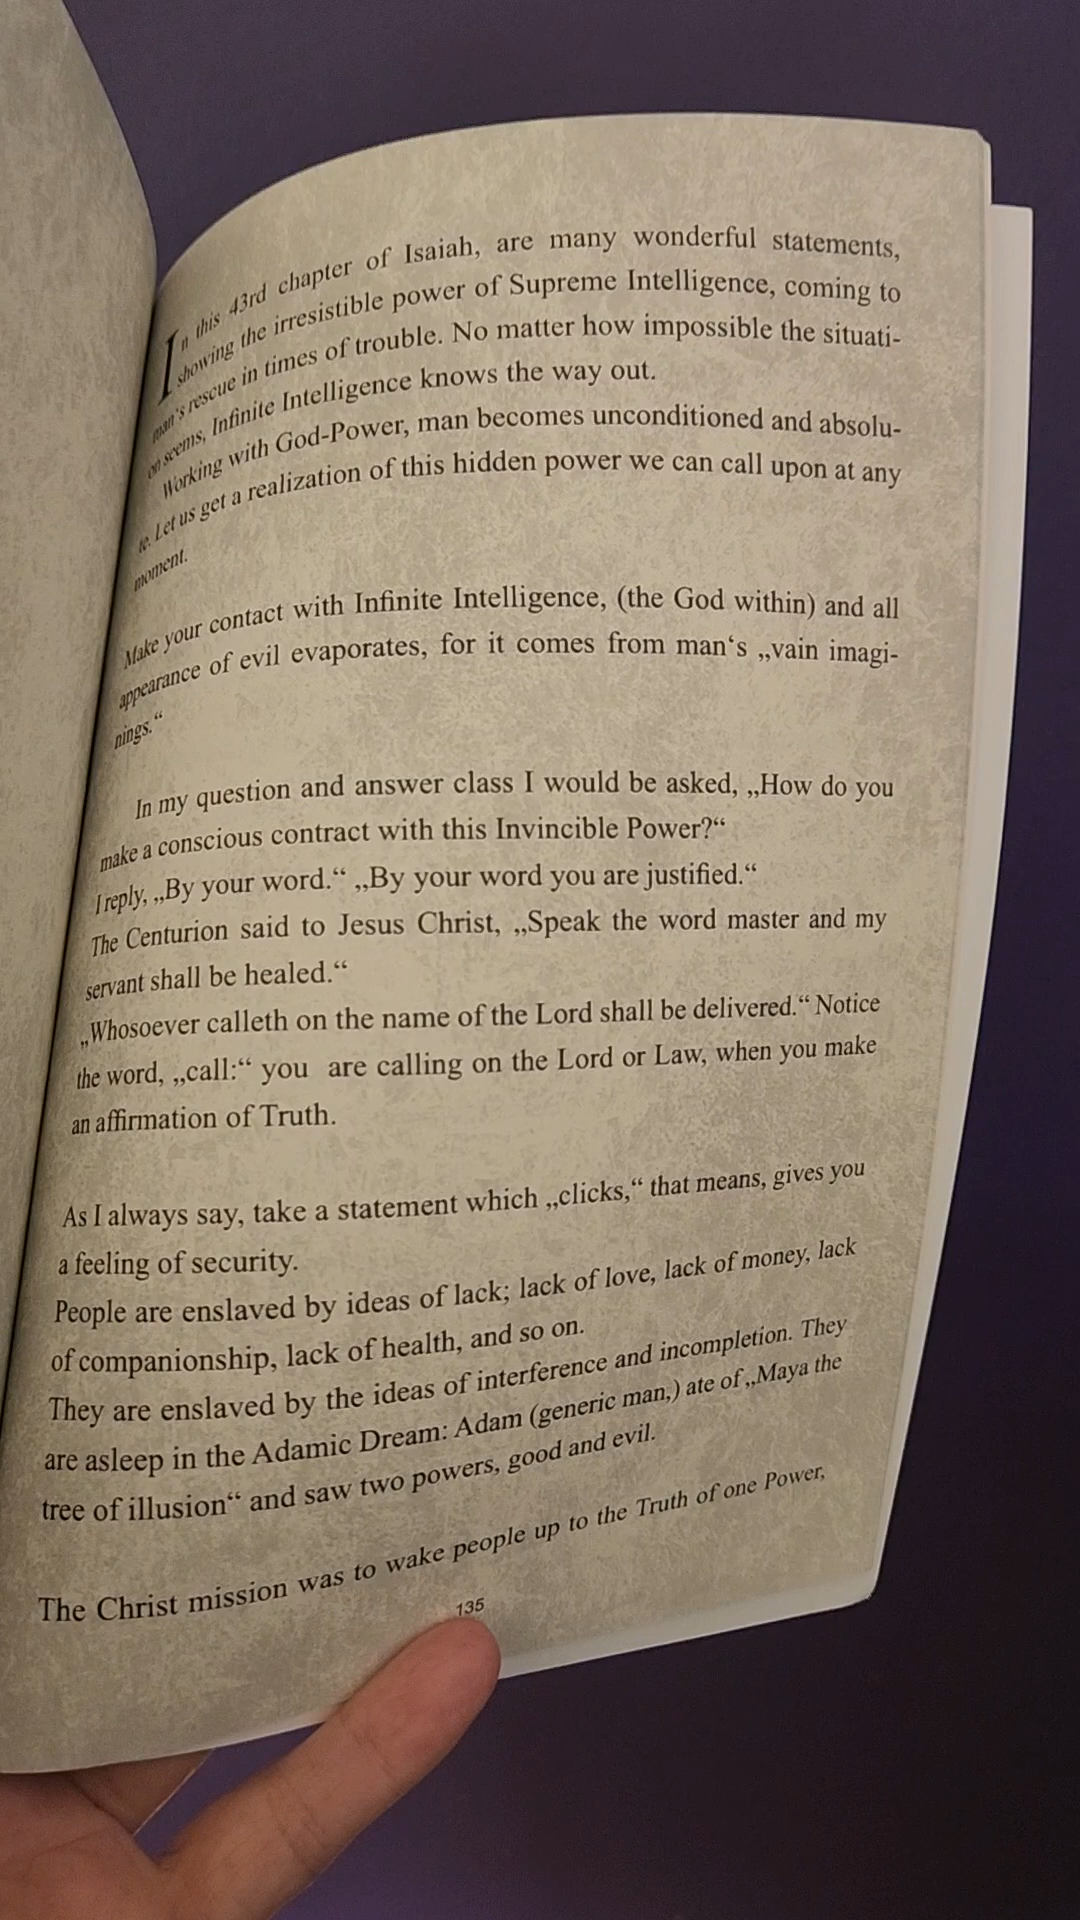 In this 43rd chapter of Isaiah, are many wonderful statements,
showing the irresistible power of Supreme Intelligence, coming to
man's rescue in times of trouble. No matter how impossible the situati-
on seems, Infinite Intelligence knows the way out.
Working with God-Power, man becomes unconditioned and absolu-
te. Let us get a realization of this hidden power we can call upon at any
moment.
Make your contact with Infinite Intelligence, (the God within) and all
appearance of evil evaporates, for it comes from man‘s „vain imagi-
nings.“
In my question and answer class I would be asked, „How do you
make a conscious contract with this Invincible Power?“
I reply, „By your word.“ „By your word you are justified.“
The Centurion said to Jesus Christ, „Speak the word master and my
servant shall be healed.“
„Whosoever calleth on the name of the Lord shall be delivered.“ Notice
the word, „call:“ you are calling on the Lord or Law, when you make
an affirmation of Truth.
As I always say, take a statement which „clicks,“ that means, gives you
a feeling of security.
People are enslaved by ideas of lack; lack of love, lack of money, lack
of companionship, lack of health, and so on.
They are enslaved by the ideas of interference and incompletion. They
are asleep in the Adamic Dream: Adam (generic man,) ate of „Maya the
tree of illusion“ and saw two powers, good and evil.
The Christ mission was to wake people up to the Truth of one Power,
135